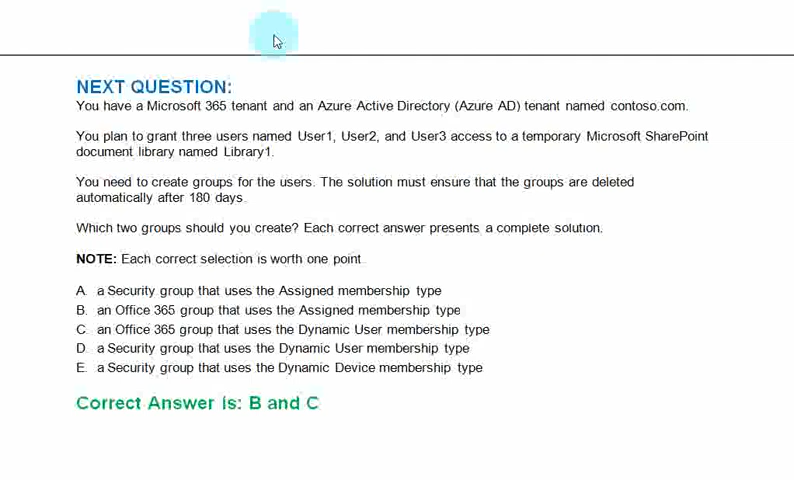 NEXT QUESTION:
You have a Microsoft 365 tenant and an Azure Active Directory (Azure AD) tenant named contoso.com.
You plan to grant three users named User1, User2, and User3 access to a temporary Microsoft SharePoint
document library named Library1.
You need to create groups for the users. The solution must ensure that the groups are deleted
automatically after 180 days.
Which two groups should you create? Each correct answer presents a complete solution.
NOTE: Each correct selection is worth one point.
A. a Security group that uses the Assigned membership type
B. an Office 365 group that uses the Assigned membership type
C. an Office 365 group that uses the Dynamic User membership type
D. a Security group that uses the Dynamic User membership type
E. a Security group that uses the Dynamic Device membership type
Correct Answer is: B and C